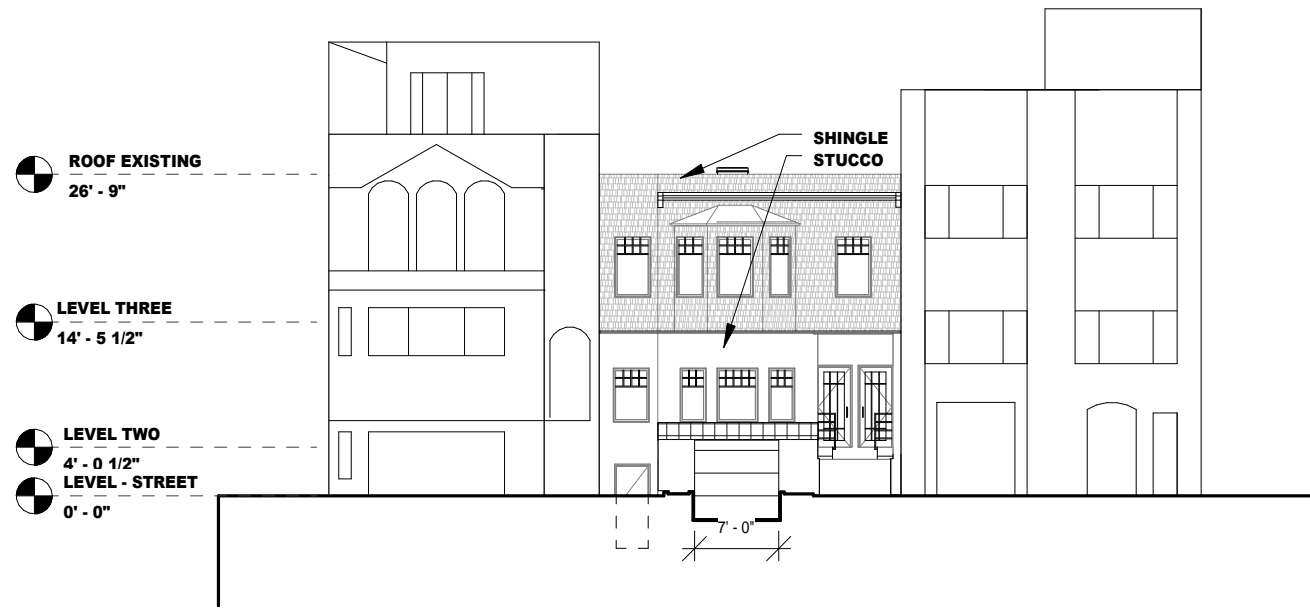 SHINGLE
STUCCO
ROOF EXISTING
26' - 9"
LEVEL THREE
14' - 5 1/2"
LEVEL TWO
4' - 0 1/2"
LEVEL - STREET
0' - 0"
7' - 0"